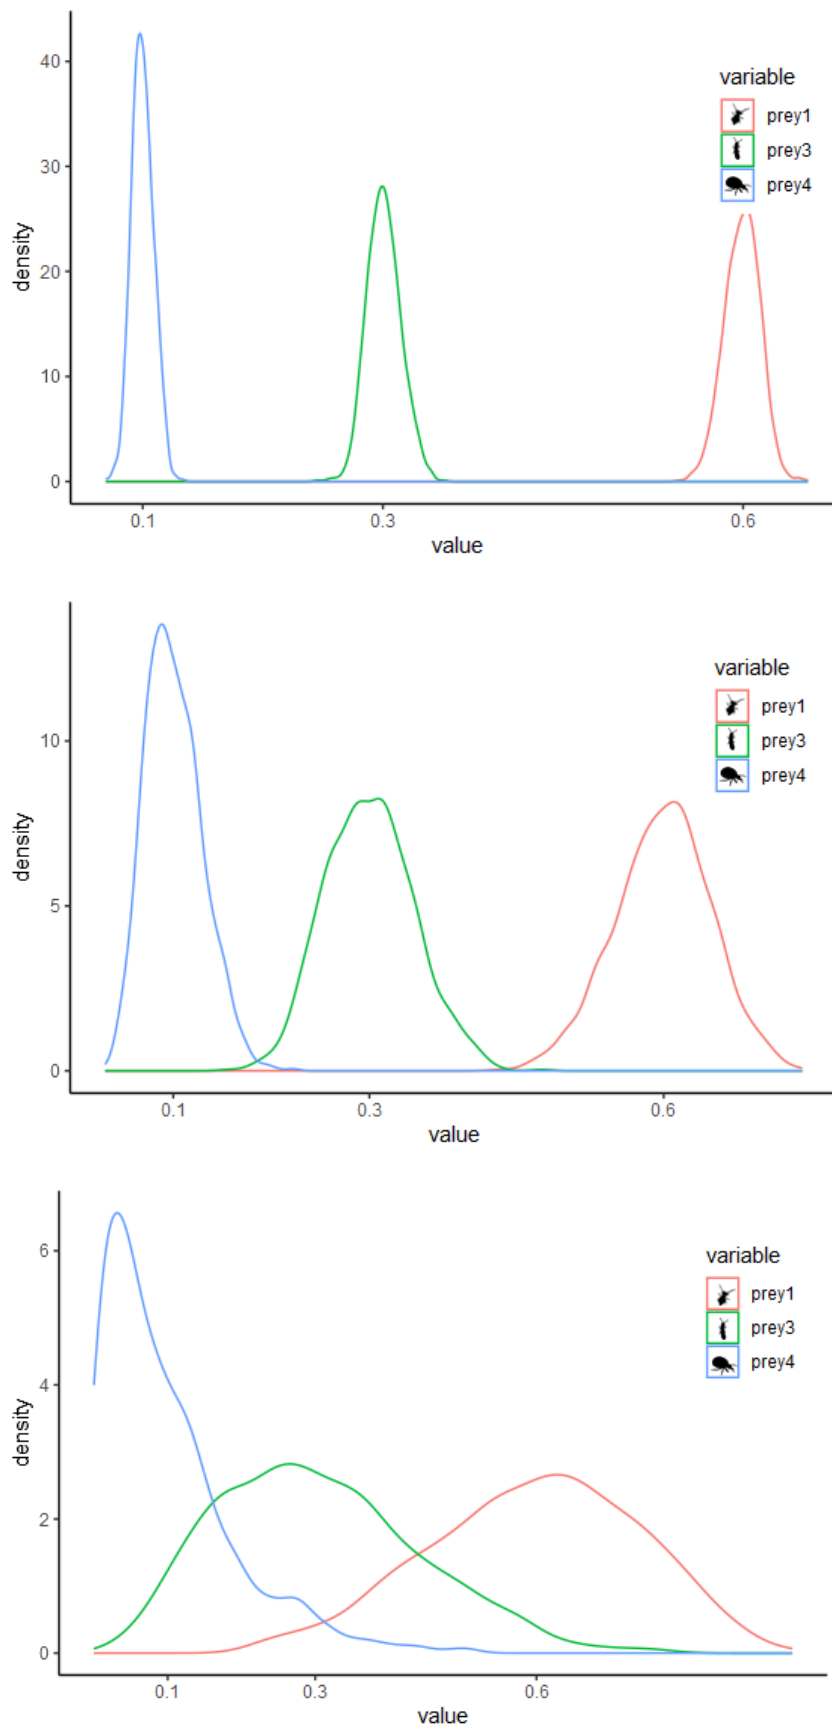 40
30
20
10
0
density
variable
prey1
prey3
prey4
0.1 0.3 0.6
value
10
5
0
density
variable
prey1
prey3
prey4
0.1 0.3 0.6
value
6
4
2
0
density
variable
prey1
prey3
prey4
0.1 0.3 0.6
value